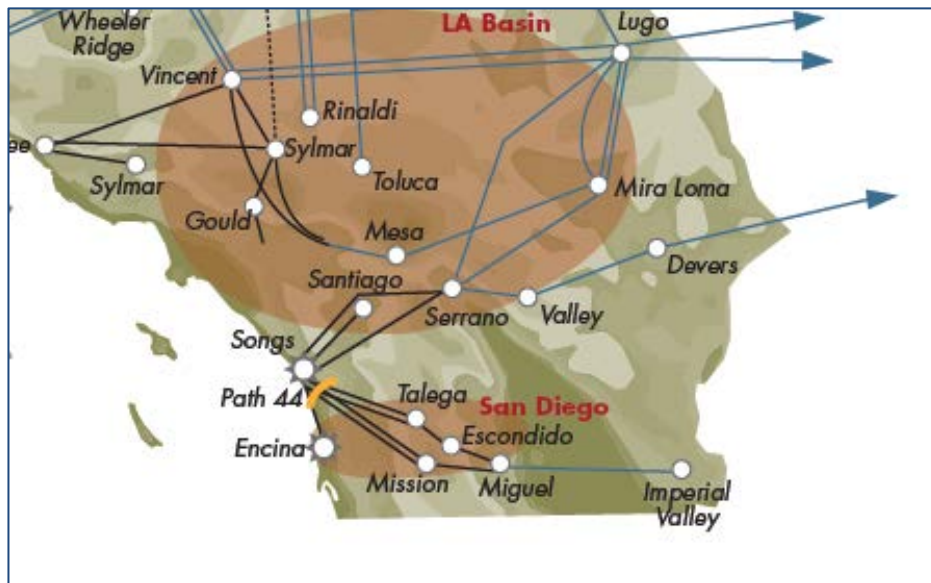 Wheeler
Ridge
LA Basin
Lugo
Vincent
Rinaldi
ee
Sylmar
Sylmar
Toluca
Mira Loma
Gould
Mesa
Devers
Santiago
Serrano
Valley
Songs
Path 44
Talega
San Diego
Escondido
Encina
Mission
Miguel
Imperial
Valley